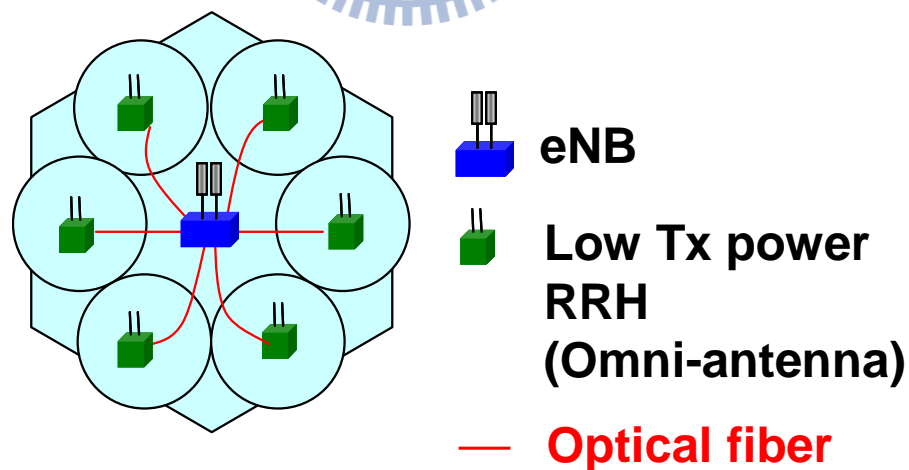 eNB
Low Tx power
RRH
(Omni-antenna)
Optical fiber